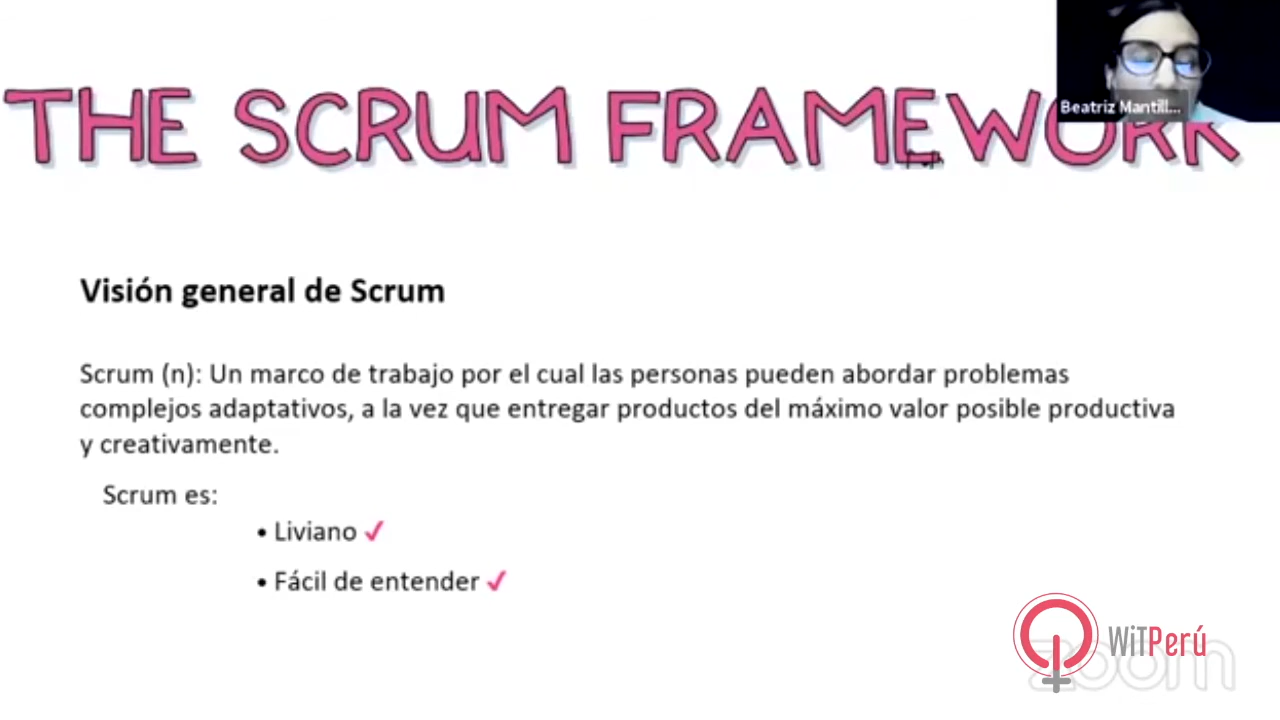 THE SCRUM FRAMEWORK
Beatriz Mantill...
Visión general de Scrum
Scrum (n): Un marco de trabajo por el cual las personas pueden abordar problemas
complejos adaptativos, a la vez que entregar productos del máximo valor posible productiva
y creativamente.
Scrum es:
• Liviano ✓
• Fácil de entender ✓
WiTPerú
zoom